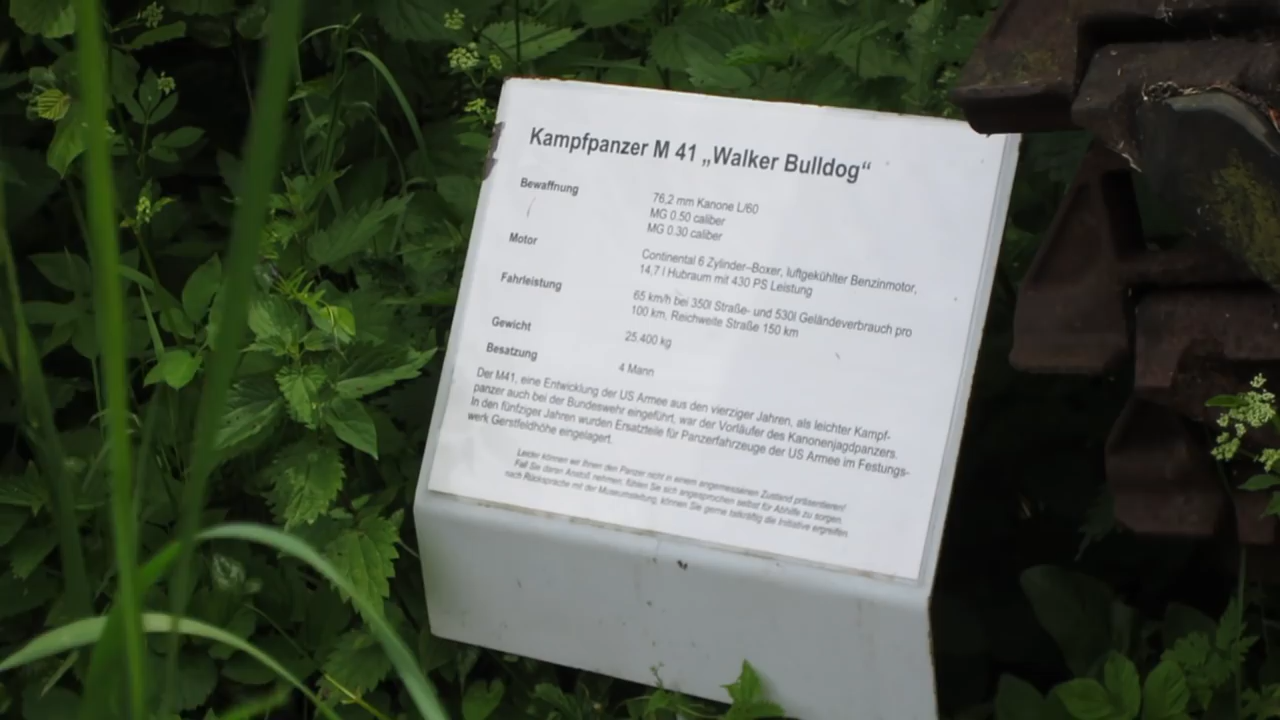 Kampfpanzer M 41 „Walker Bulldog“
Bewaffnung
76,2 mm Kanone L/60
MG 0.50 caliber
MG 0.30 caliber
Motor
Continental 6 Zylinder–Boxer, luftgekühlter Benzinmotor,
14,7 l Hubraum mit 430 PS Leistung
Fahrleistung
65 km/h bei 350l Straße- und 530l Geländeverbrauch pro
100 km, Reichweite Straße 150 km
Gewicht
25.400 kg
Besatzung
4 Mann
Der M41, eine Entwicklung der US Armee aus den vierziger Jahren, als leichter Kampf-
panzer auch bei der Bundeswehr eingeführt, war der Vorläufer des Kanonenjagdpanzers.
In den fünfziger Jahren wurden Ersatzteile für Panzerfahrzeuge der US Armee im Festungs-
werk Gerstfeldhöhe eingelagert.
Leider können wir Ihnen den Panzer nicht in einem angemessenen Zustand präsentieren!
Fall Sie daran Anstoß nehmen, fühlen Sie sich angesprochen selbst für Abhilfe zu sorgen,
nach Rücksprache mit der Museumsleitung, können Sie gerne tatkräftig die Initiative ergreifen